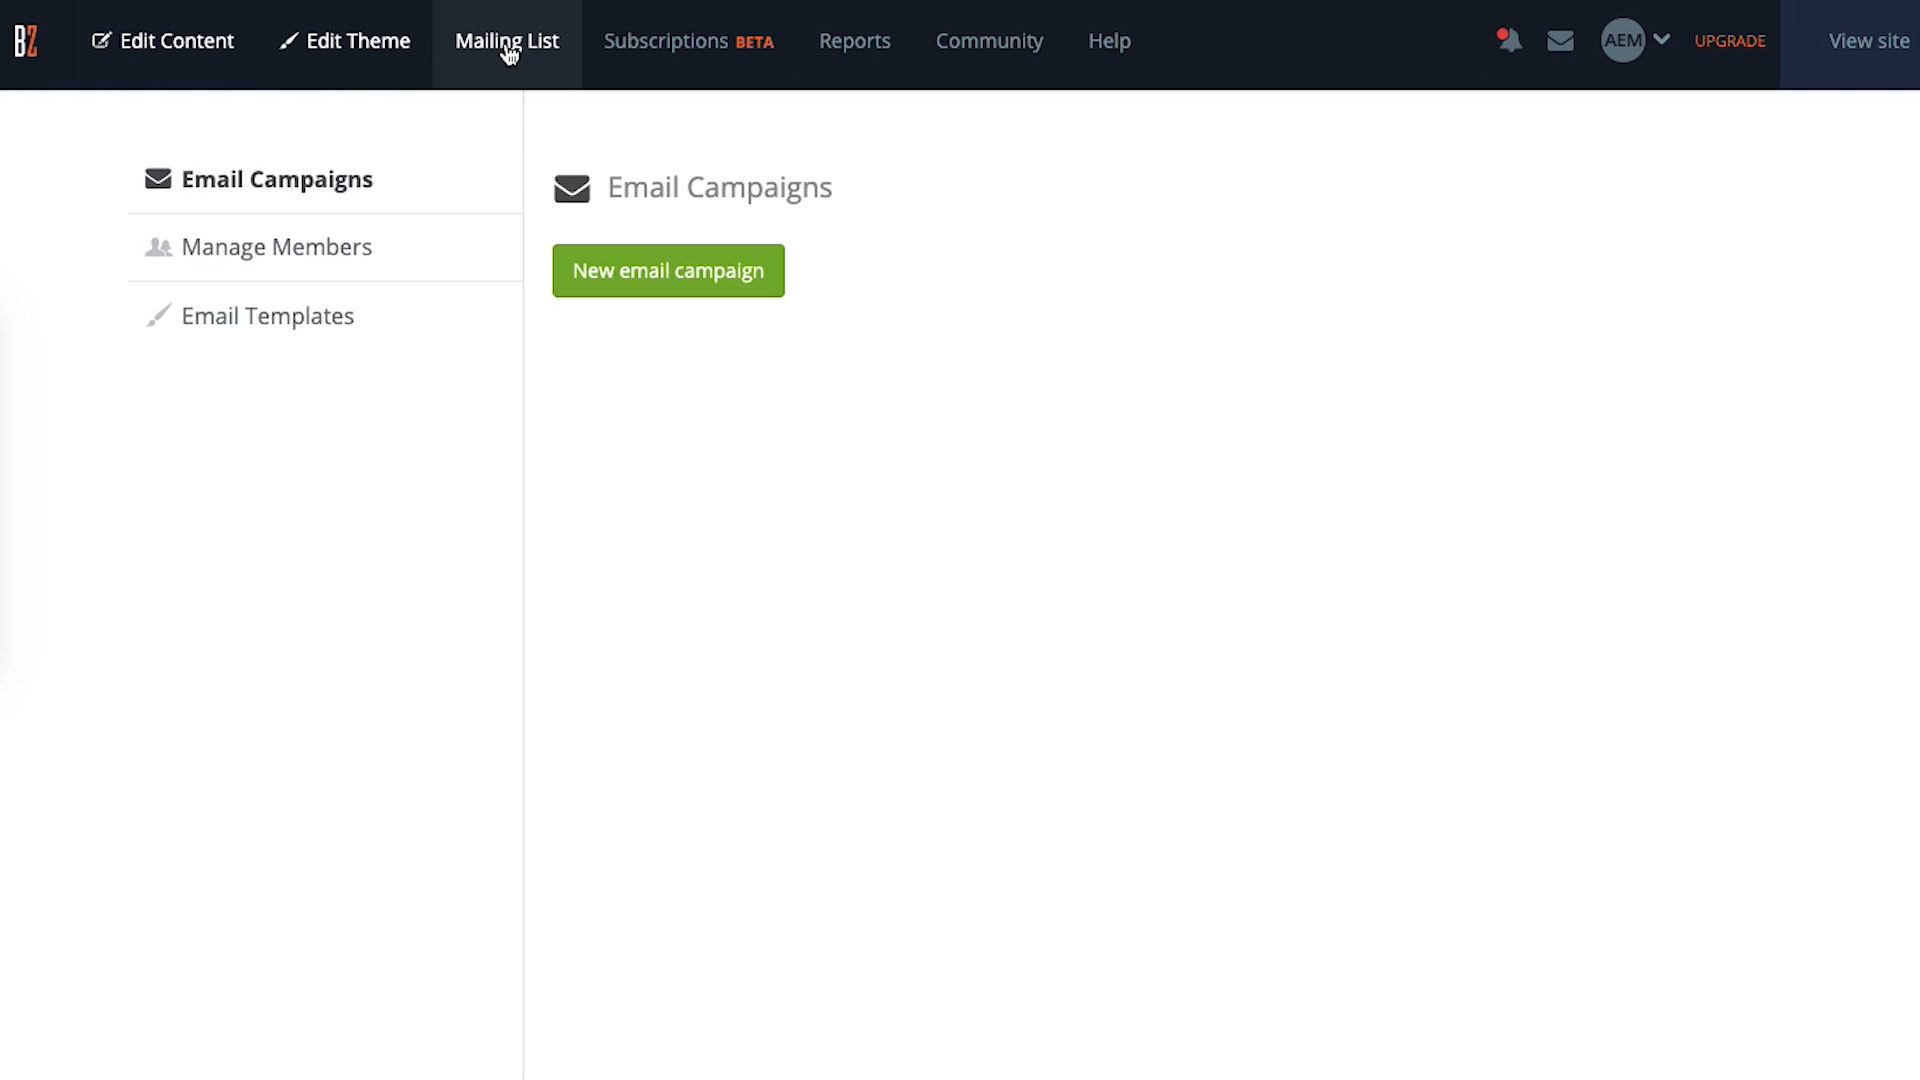 BZ
Edit Content
Edit Theme
Mailing List
Subscriptions BETA
Reports
Community
Help
AEM
UPGRADE
View site
Email Campaigns
Manage Members
Email Templates
Email Campaigns
New email campaign